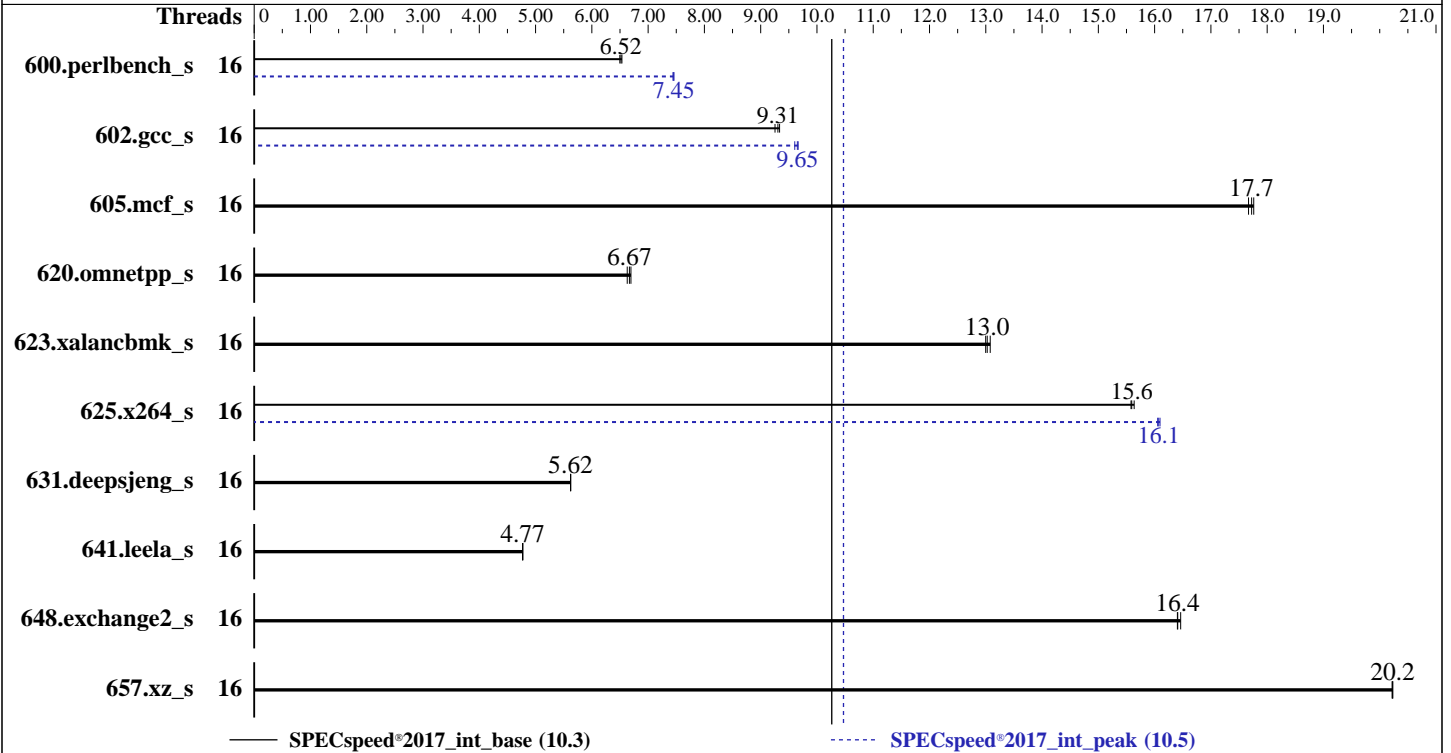 Threads 0 1.00 2.00 3.00 4.00 5.00 6.00 7.00 8.00 9.00 10.0 11.0 12.0 13.0 14.0 15.0 16.0 17.0 18.0 19.0 21.0
6.52
600.perlbench_s 16
7.45
9.31
602.gcc_s 16
9.65
17.7
605.mcf_s 16
6.67
620.omnetpp_s 16
13.0
623.xalancbmk_s 16
15.6
625.x264_s 16
16.1
5.62
631.deepsjeng_s 16
4.77
641.leela_s 16
16.4
648.exchange2_s 16
20.2
657.xz_s 16
SPECspeed®2017_int_base (10.3) SPECspeed®2017_int_peak (10.5)